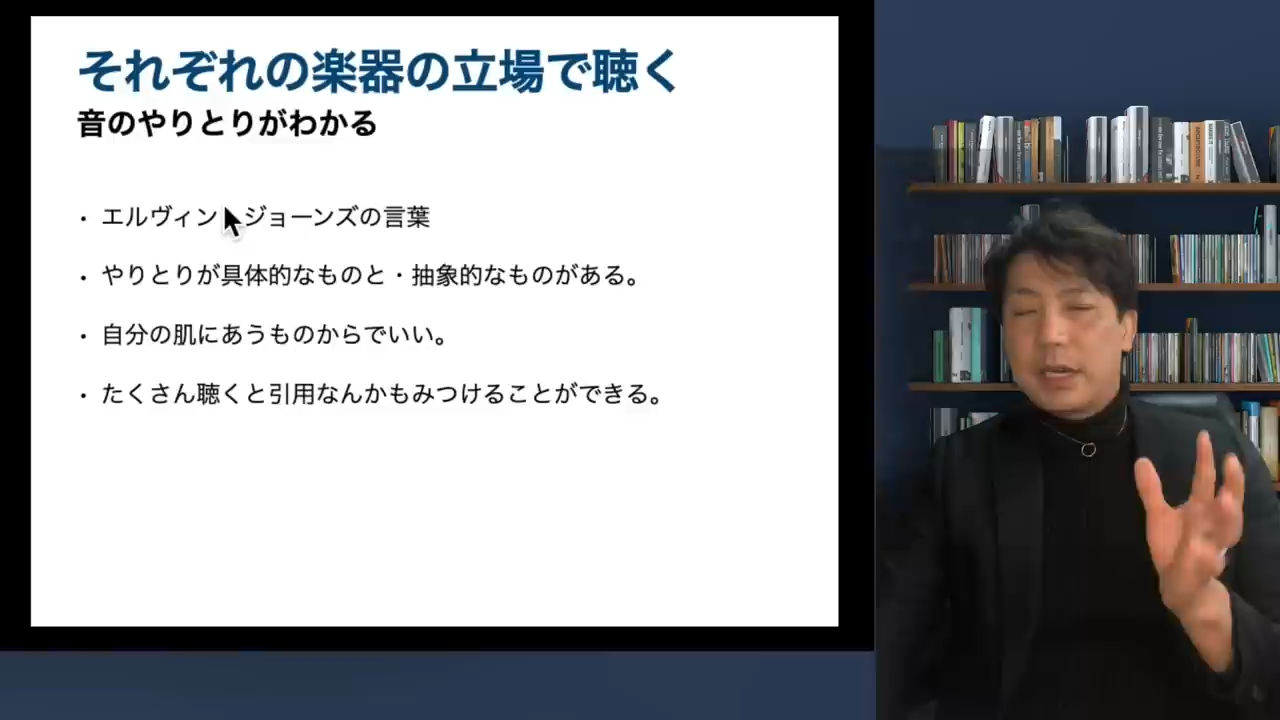 それぞれの楽器の立場で聴く
音のやりとりがわかる
・エルヴィン ジョーンズの言葉
・やりとりが具体的なものと・抽象的なものがある。
・自分の肌にあうものからでいい。
・たくさん聴くと引用なんかもみつけることができる。